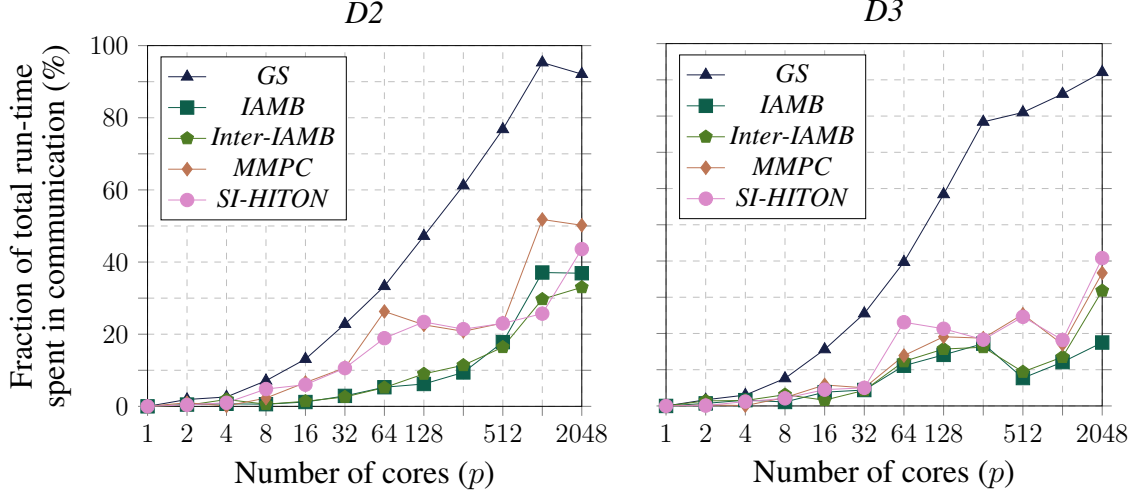 D2
D3
Fraction of total run-time
spent in communication (%)
100
80
60
40
20
0
GS
IAMB
Inter-IAMB
MMPC
SI-HITON
GS
IAMB
Inter-IAMB
MMPC
SI-HITON
1 2 4 8 16 32 64 128 512 2048
1 2 4 8 16 32 64 128 512 2048
Number of cores (p)
Number of cores (p)